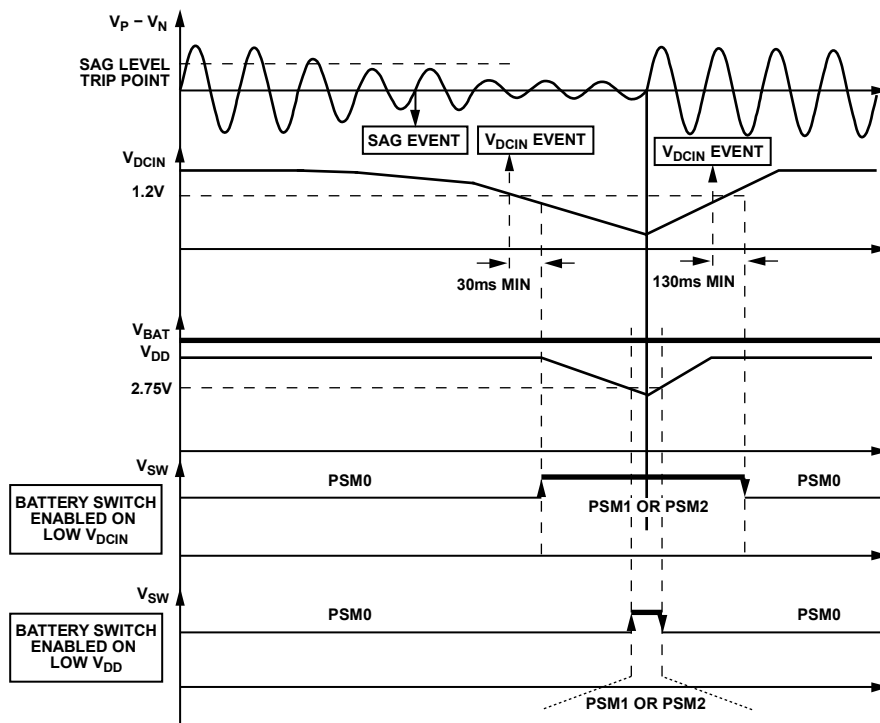 VP – VN
SAG LEVEL
TRIP POINT
SAG EVENT
VDCIN EVENT
VDCIN EVENT
VDCIN
1.2V
30ms MIN
130ms MIN
VBAT
VDD
2.75V
VSW
PSM0
PSM0
BATTERY SWITCH
ENABLED ON
LOW VDCIN
PSM1 OR PSM2
VSW
PSM0
PSM0
BATTERY SWITCH
ENABLED ON
LOW VDD
PSM1 OR PSM2